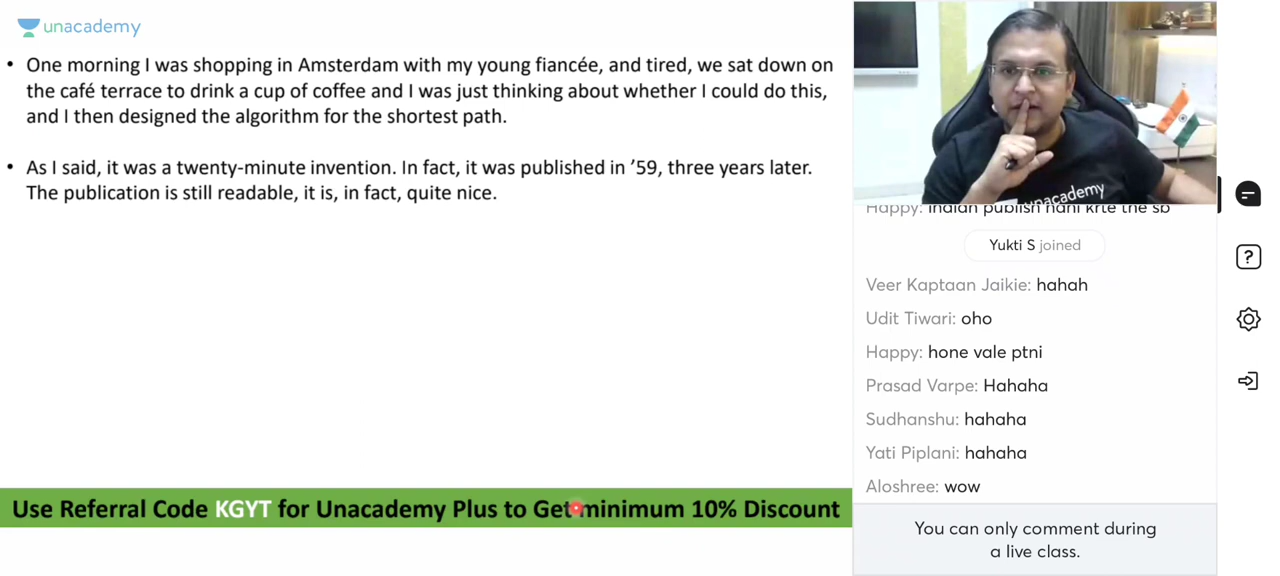 unacademy
• One morning I was shopping in Amsterdam with my young fiancée, and tired, we sat down on
the café terrace to drink a cup of coffee and I was just thinking about whether I could do this,
and I then designed the algorithm for the shortest path.
• As I said, it was a twenty-minute invention. In fact, it was published in ’59, three years later.
The publication is still readable, it is, in fact, quite nice.
Use Referral Code KGYT for Unacademy Plus to Get minimum 10% Discount
unacademy
Happy: indian publish nahi krte the sb
Yukti S joined
Veer Kaptaan Jaikie: hahah
Udit Tiwari: oho
Happy: hone vale ptni
Prasad Varpe: Hahaha
Sudhanshu: hahaha
Yati Piplani: hahaha
Aloshree: wow
You can only comment during
a live class.
?